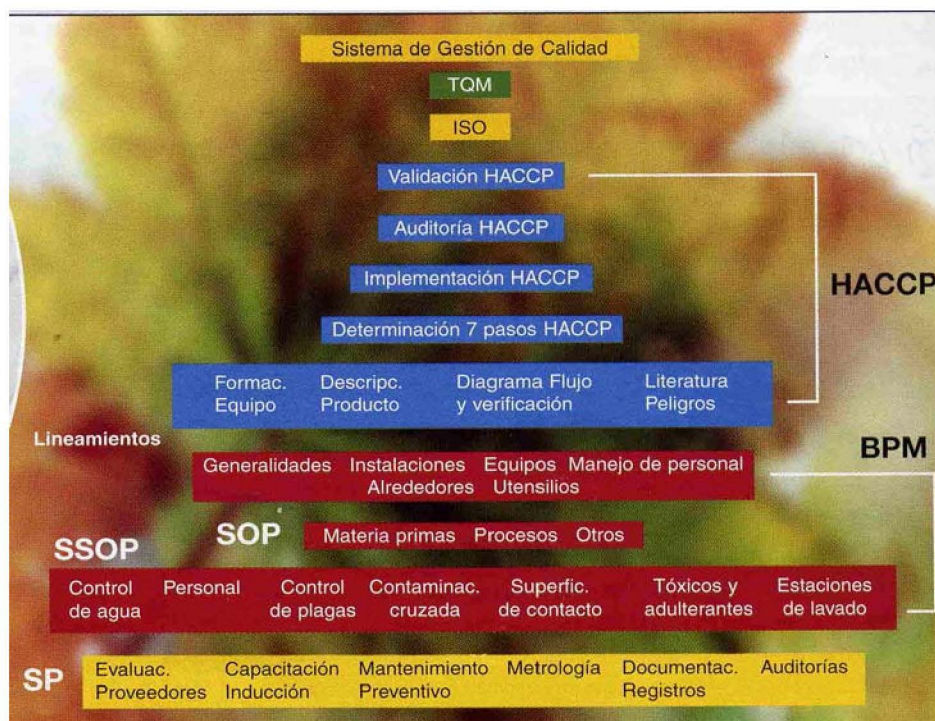 Sistema de Gestión de Calidad
TQM
ISO
Validación HACCP
Auditoría HACCP
Implementación HACCP
HACCP
Determinación 7 pasos HACCP
Formac. Descripc. Diagrama Flujo Literatura
Equipo Producto y verificación Peligros
Lineamientos
BPM
Generalidades Instalaciones Equipos Manejo de personal
Alrededores Utensilios
SOP
Materia primas Procesos Otros
SSOP
Control Personal Control Contaminac. Superfic. Tóxicos y Estaciones
de agua de plagas cruzada de contacto adulterantes de lavado
SP
Evaluac. Capacitación Mantenimiento Metrología Documentac. Auditorías
Proveedores Inducción Preventivo Registros